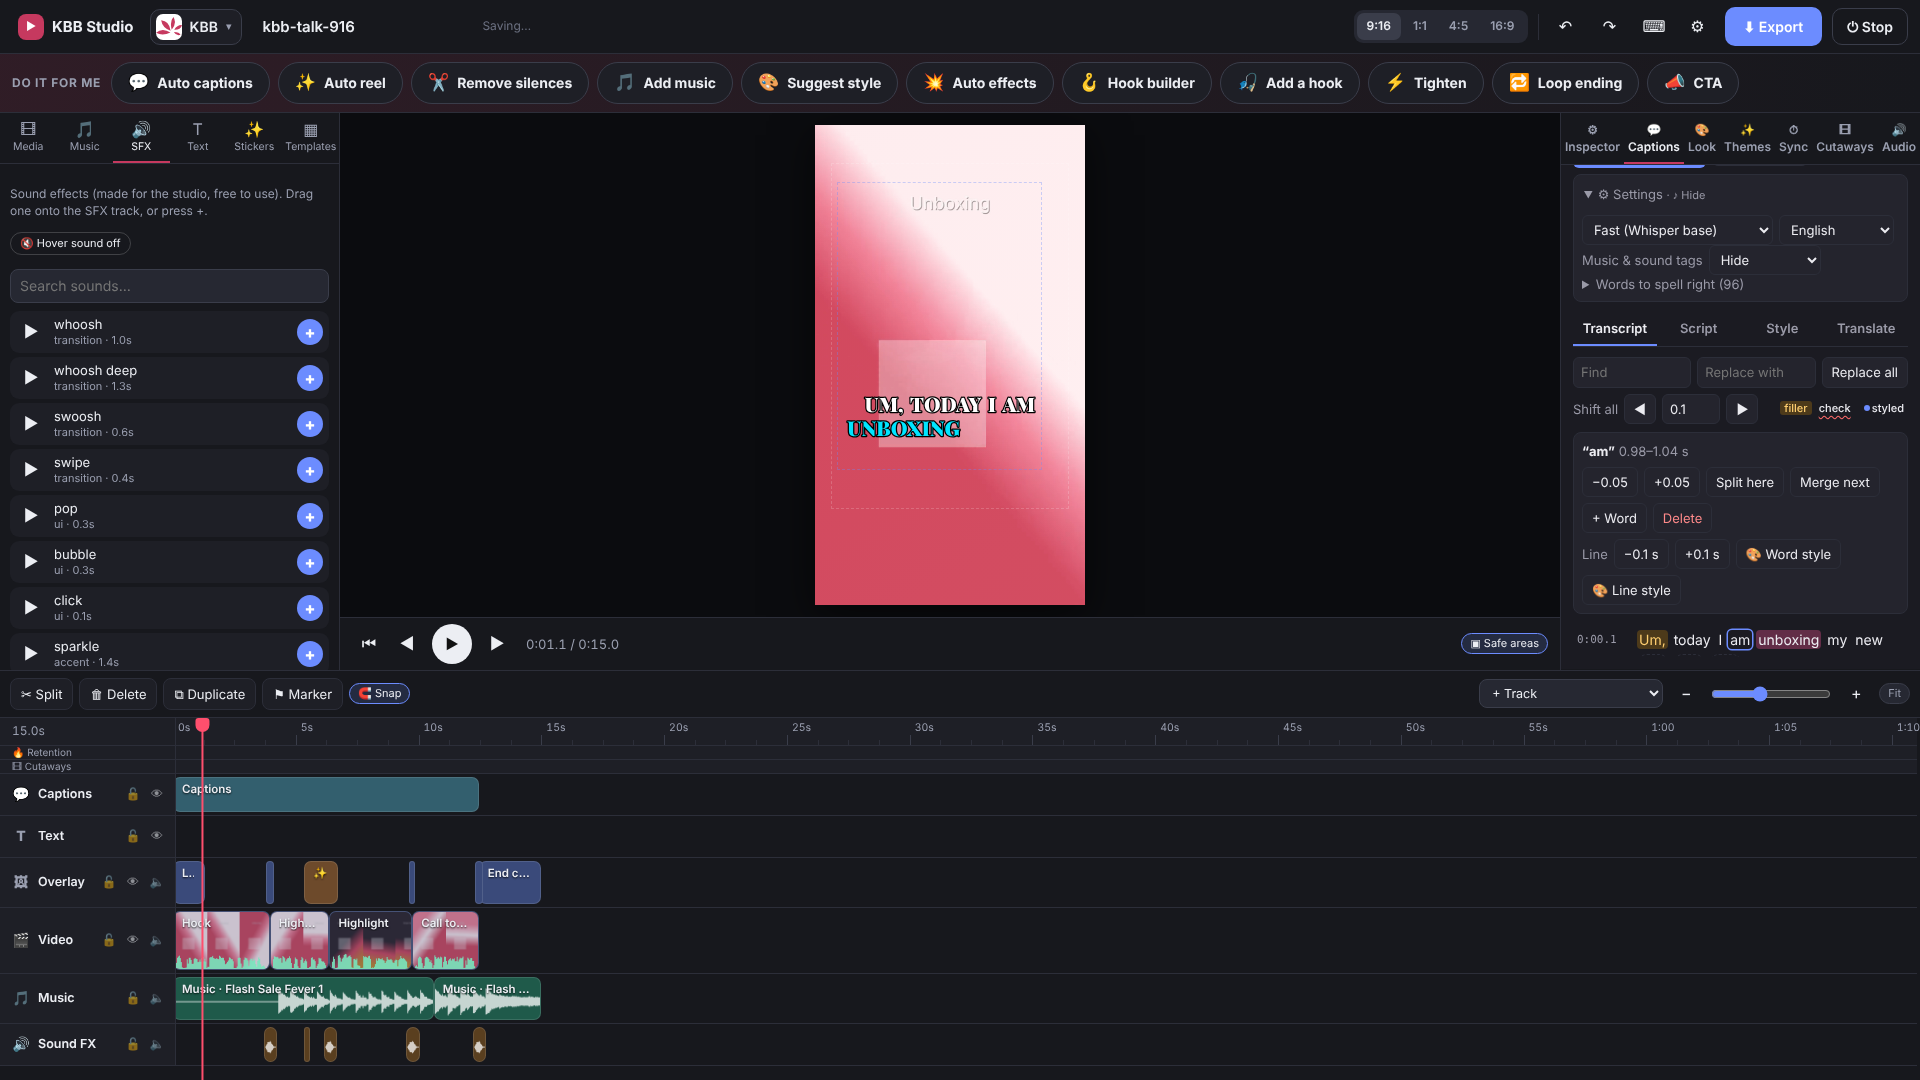 KBB Studio
KBB
kbb-talk-916
Saving...
9:16 1:1 4:5 16:9
Export
Stop
DO IT FOR ME
Auto captions
Auto reel
Remove silences
Add music
Suggest style
Auto effects
Hook builder
Add a hook
Tighten
Loop ending
CTA
Media
Music
SFX
Text
Stickers
Templates
Sound effects (made for the studio, free to use). Drag
one onto the SFX track, or press +.
Hover sound off
Search sounds...
whoosh
transition · 1.0s
whoosh deep
transition · 1.3s
swoosh
transition · 0.6s
swipe
transition · 0.4s
pop
ui · 0.3s
bubble
ui · 0.3s
click
ui · 0.1s
sparkle
accent · 1.4s
Unboxing
UM, TODAY I AM
UNBOXING
0:01.1 / 0:15.0
Safe areas
Inspector
Captions
Look
Themes
Sync
Cutaways
Audio
Settings · ♪ Hide
Fast (Whisper base)
English
Music & sound tags
Hide
Words to spell right (96)
Transcript
Script
Style
Translate
Find
Replace with
Replace all
Shift all
0.1
filler
check
styled
“am” 0.98–1.04 s
−0.05
+0.05
Split here
Merge next
+ Word
Delete
Line
−0.1 s
+0.1 s
Word style
Line style
0:00.1
Um, today I am unboxing my new
Split
Delete
Duplicate
Marker
Snap
+ Track
−
+
Fit
15.0s
0s 5s 10s 15s 20s 25s 30s 35s 40s 45s 50s 55s 1:00 1:05 1:10
Retention
Cutaways
Captions
Captions
Text
Overlay
L..
End c...
Video
Hook
High...
Highlight
Call to...
Music
Music · Flash Sale Fever 1
Music · Flash ...
Sound FX